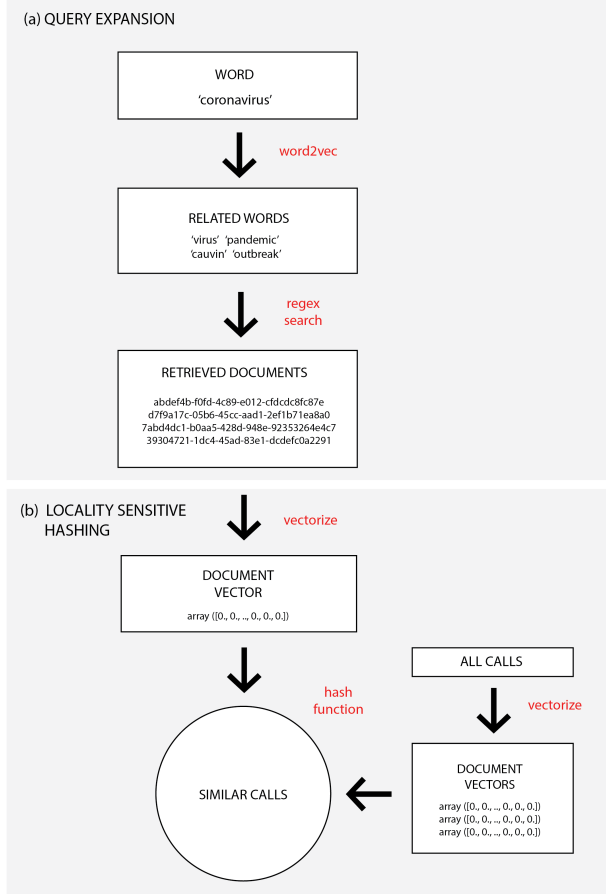 (a) QUERY EXPANSION
WORD
‘coronavirus’
word2vec
RELATED WORDS
‘virus’ ‘pandemic’
‘cauvin’ ‘outbreak’
regex
search
RETRIEVED DOCUMENTS
abdef4b-f0fd-4c89-e012-cfdcdc8fc87e
d7f9a17c-05b6-45cc-aad1-2ef1b71ea8a0
7abd4dc1-b0aa5-428d-948e-92353264e4c7
39304721-1dc4-45ad-83e1-dcdefc0a2291
(b) LOCALITY SENSITIVE
HASHING
vectorize
DOCUMENT
VECTOR
array ([0., 0., .., 0., 0., 0.])
ALL CALLS
hash
function
vectorize
SIMILAR CALLS
DOCUMENT
VECTORS
array ([0., 0., .., 0., 0., 0.])
array ([0., 0., .., 0., 0., 0.])
array ([0., 0., .., 0., 0., 0.])